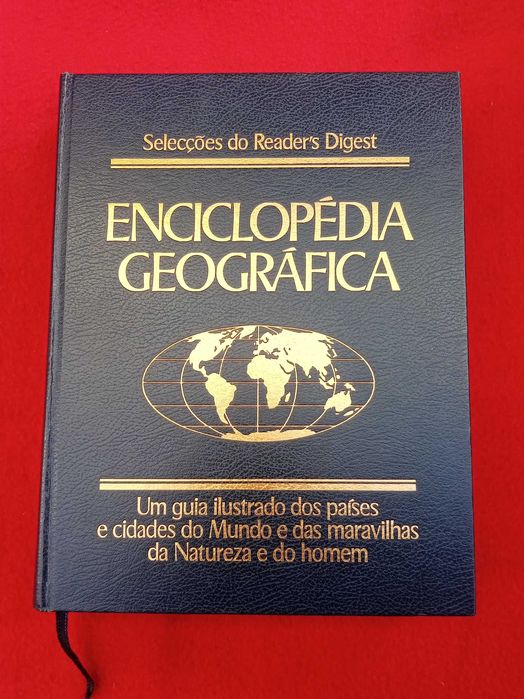 Selecções do Reader's Digest
ENCICLOPÉDIA
GEOGRÁFICA
Um guia ilustrado dos países
e cidades do Mundo e das maravilhas
da Natureza e do homem